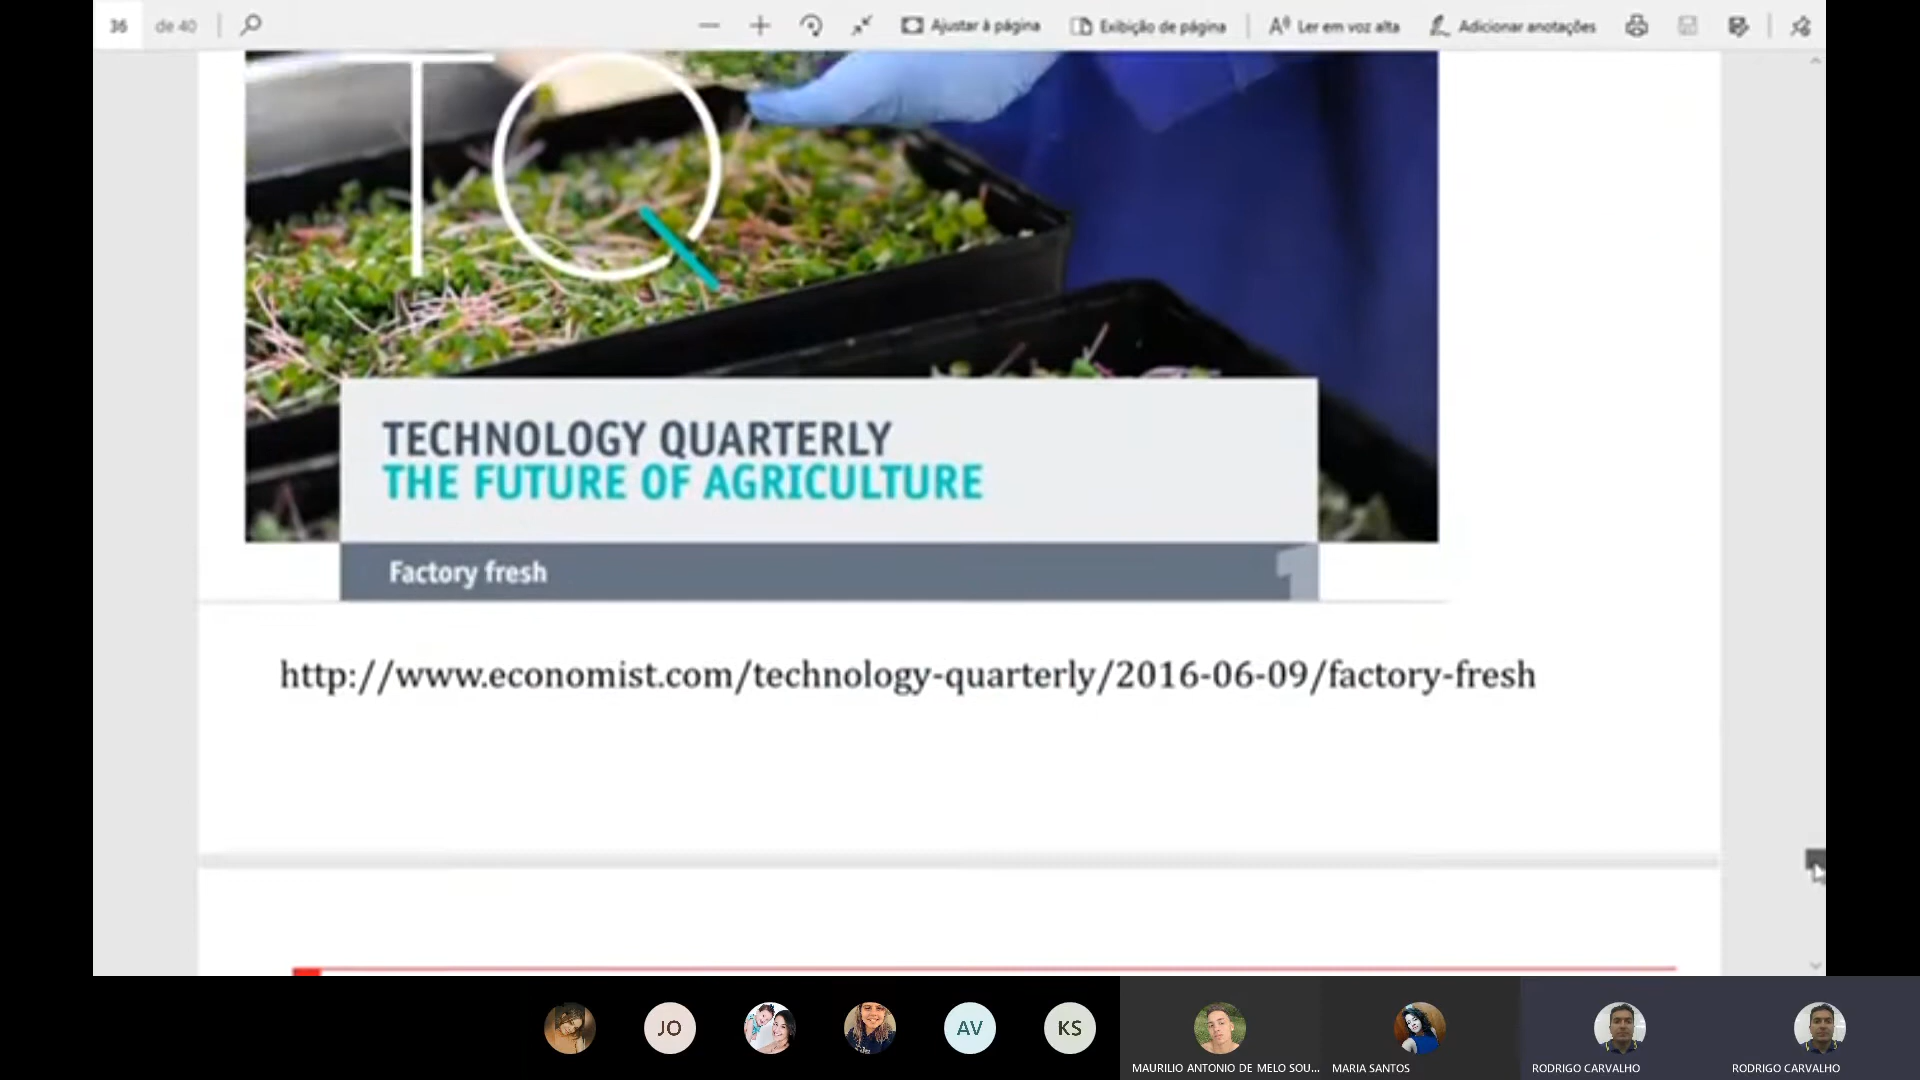 36 de 40 Ajustar à página Exibição de página Ler em voz alta Adicionar anotações
TQ
TECHNOLOGY QUARTERLY
THE FUTURE OF AGRICULTURE
Factory fresh 1
http://www.economist.com/technology-quarterly/2016-06-09/factory-fresh
JO AV KS
MAURILIO ANTONIO DE MELO SOU... MARIA SANTOS RODRIGO CARVALHO RODRIGO CARVALHO